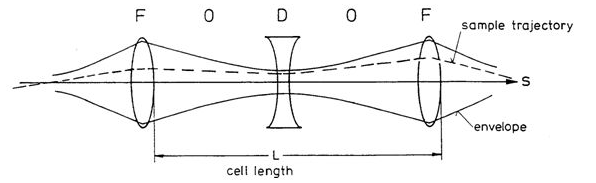 F O D O F
sample trajectory
S
envelope
L
cell length